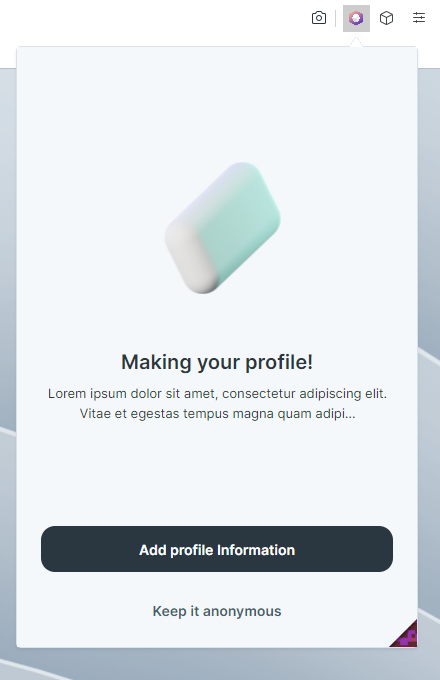 Making your profile!
Lorem ipsum dolor sit amet, consectetur adipiscing elit.
Vitae et egestas tempus magna quam adipi...
Add profile Information
Keep it anonymous